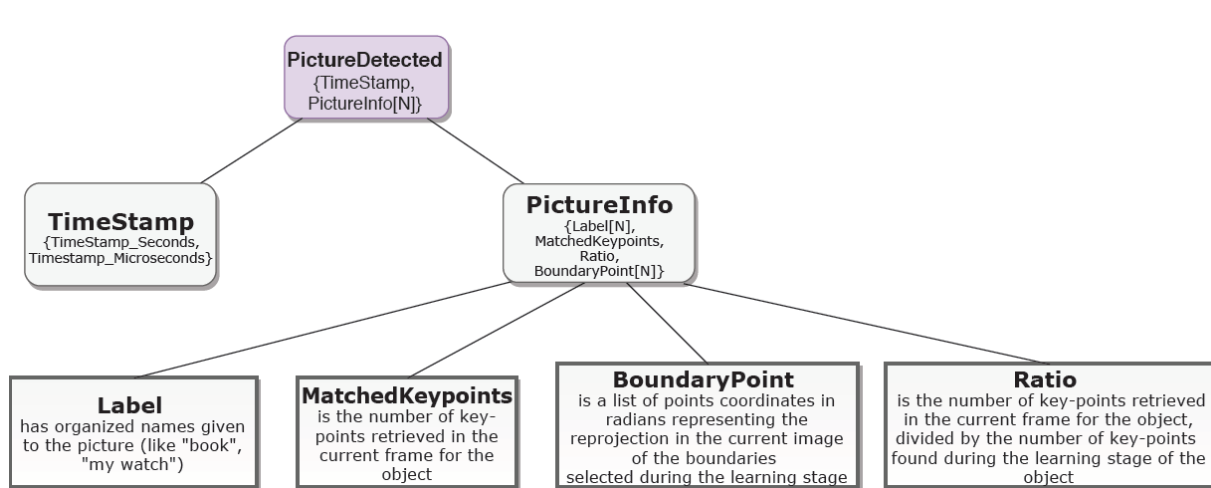 PictureDetected
{TimeStamp,
PictureInfo[N]}
TimeStamp
{TimeStamp_Seconds,
Timestamp_Microseconds}
PictureInfo
{Label[N],
MatchedKeypoints,
Ratio,
BoundaryPoint[N]}
Label
has organized names given
to the picture (like "book",
"my watch")
MatchedKeypoints
is the number of key-
points retrieved in the
current frame for the
object
BoundaryPoint
is a list of points coordinates in
radians representing the
reprojection in the current image
of the boundaries
selected during the learning stage
Ratio
is the number of key-points retrieved
in the current frame for the object,
divided by the number of key-points
found during the learning stage of the
object